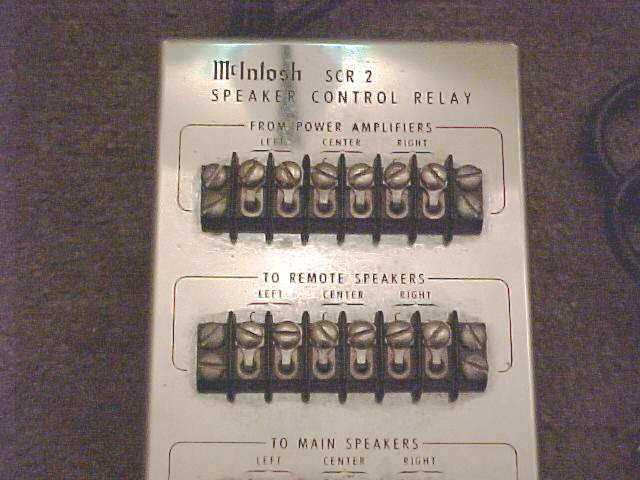 McIntosh SCR 2
SPEAKER CONTROL RELAY
FROM POWER AMPLIFIERS
LEFT CENTER RIGHT
TO REMOTE SPEAKERS
LEFT CENTER RIGHT
TO MAIN SPEAKERS
LEFT CENTER RIGHT